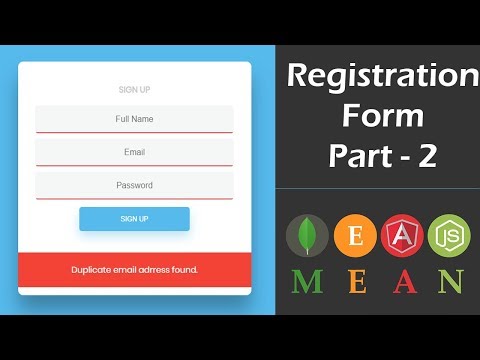 SIGN UP
Full Name
Email
Password
SIGN UP
Duplicate email adrress found.
Registration
Form
Part - 2
E A JS
M E A N